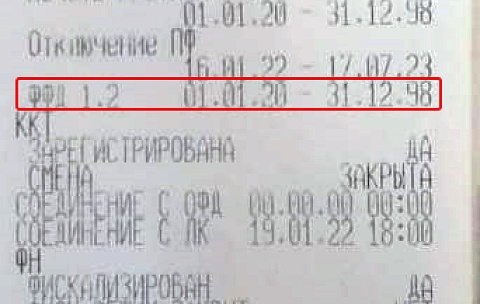 01.01.20 - 31.12.98
Отключение ПФ
16.01.22 - 17.07.23
ФФД 1.2 01.01.20 - 31.12.98
ККТ
ЗАРЕГИСТРИРОВАНА ДА
СМЕНА ЗАКРЫТА
СОЕДИНЕНИЕ С ОФД 00.00.00 00:00
СОЕДИНЕНИЕ С ЛК 19.01.22 18:00
ФН
ФИСКАЛИЗИРОВАН ДА